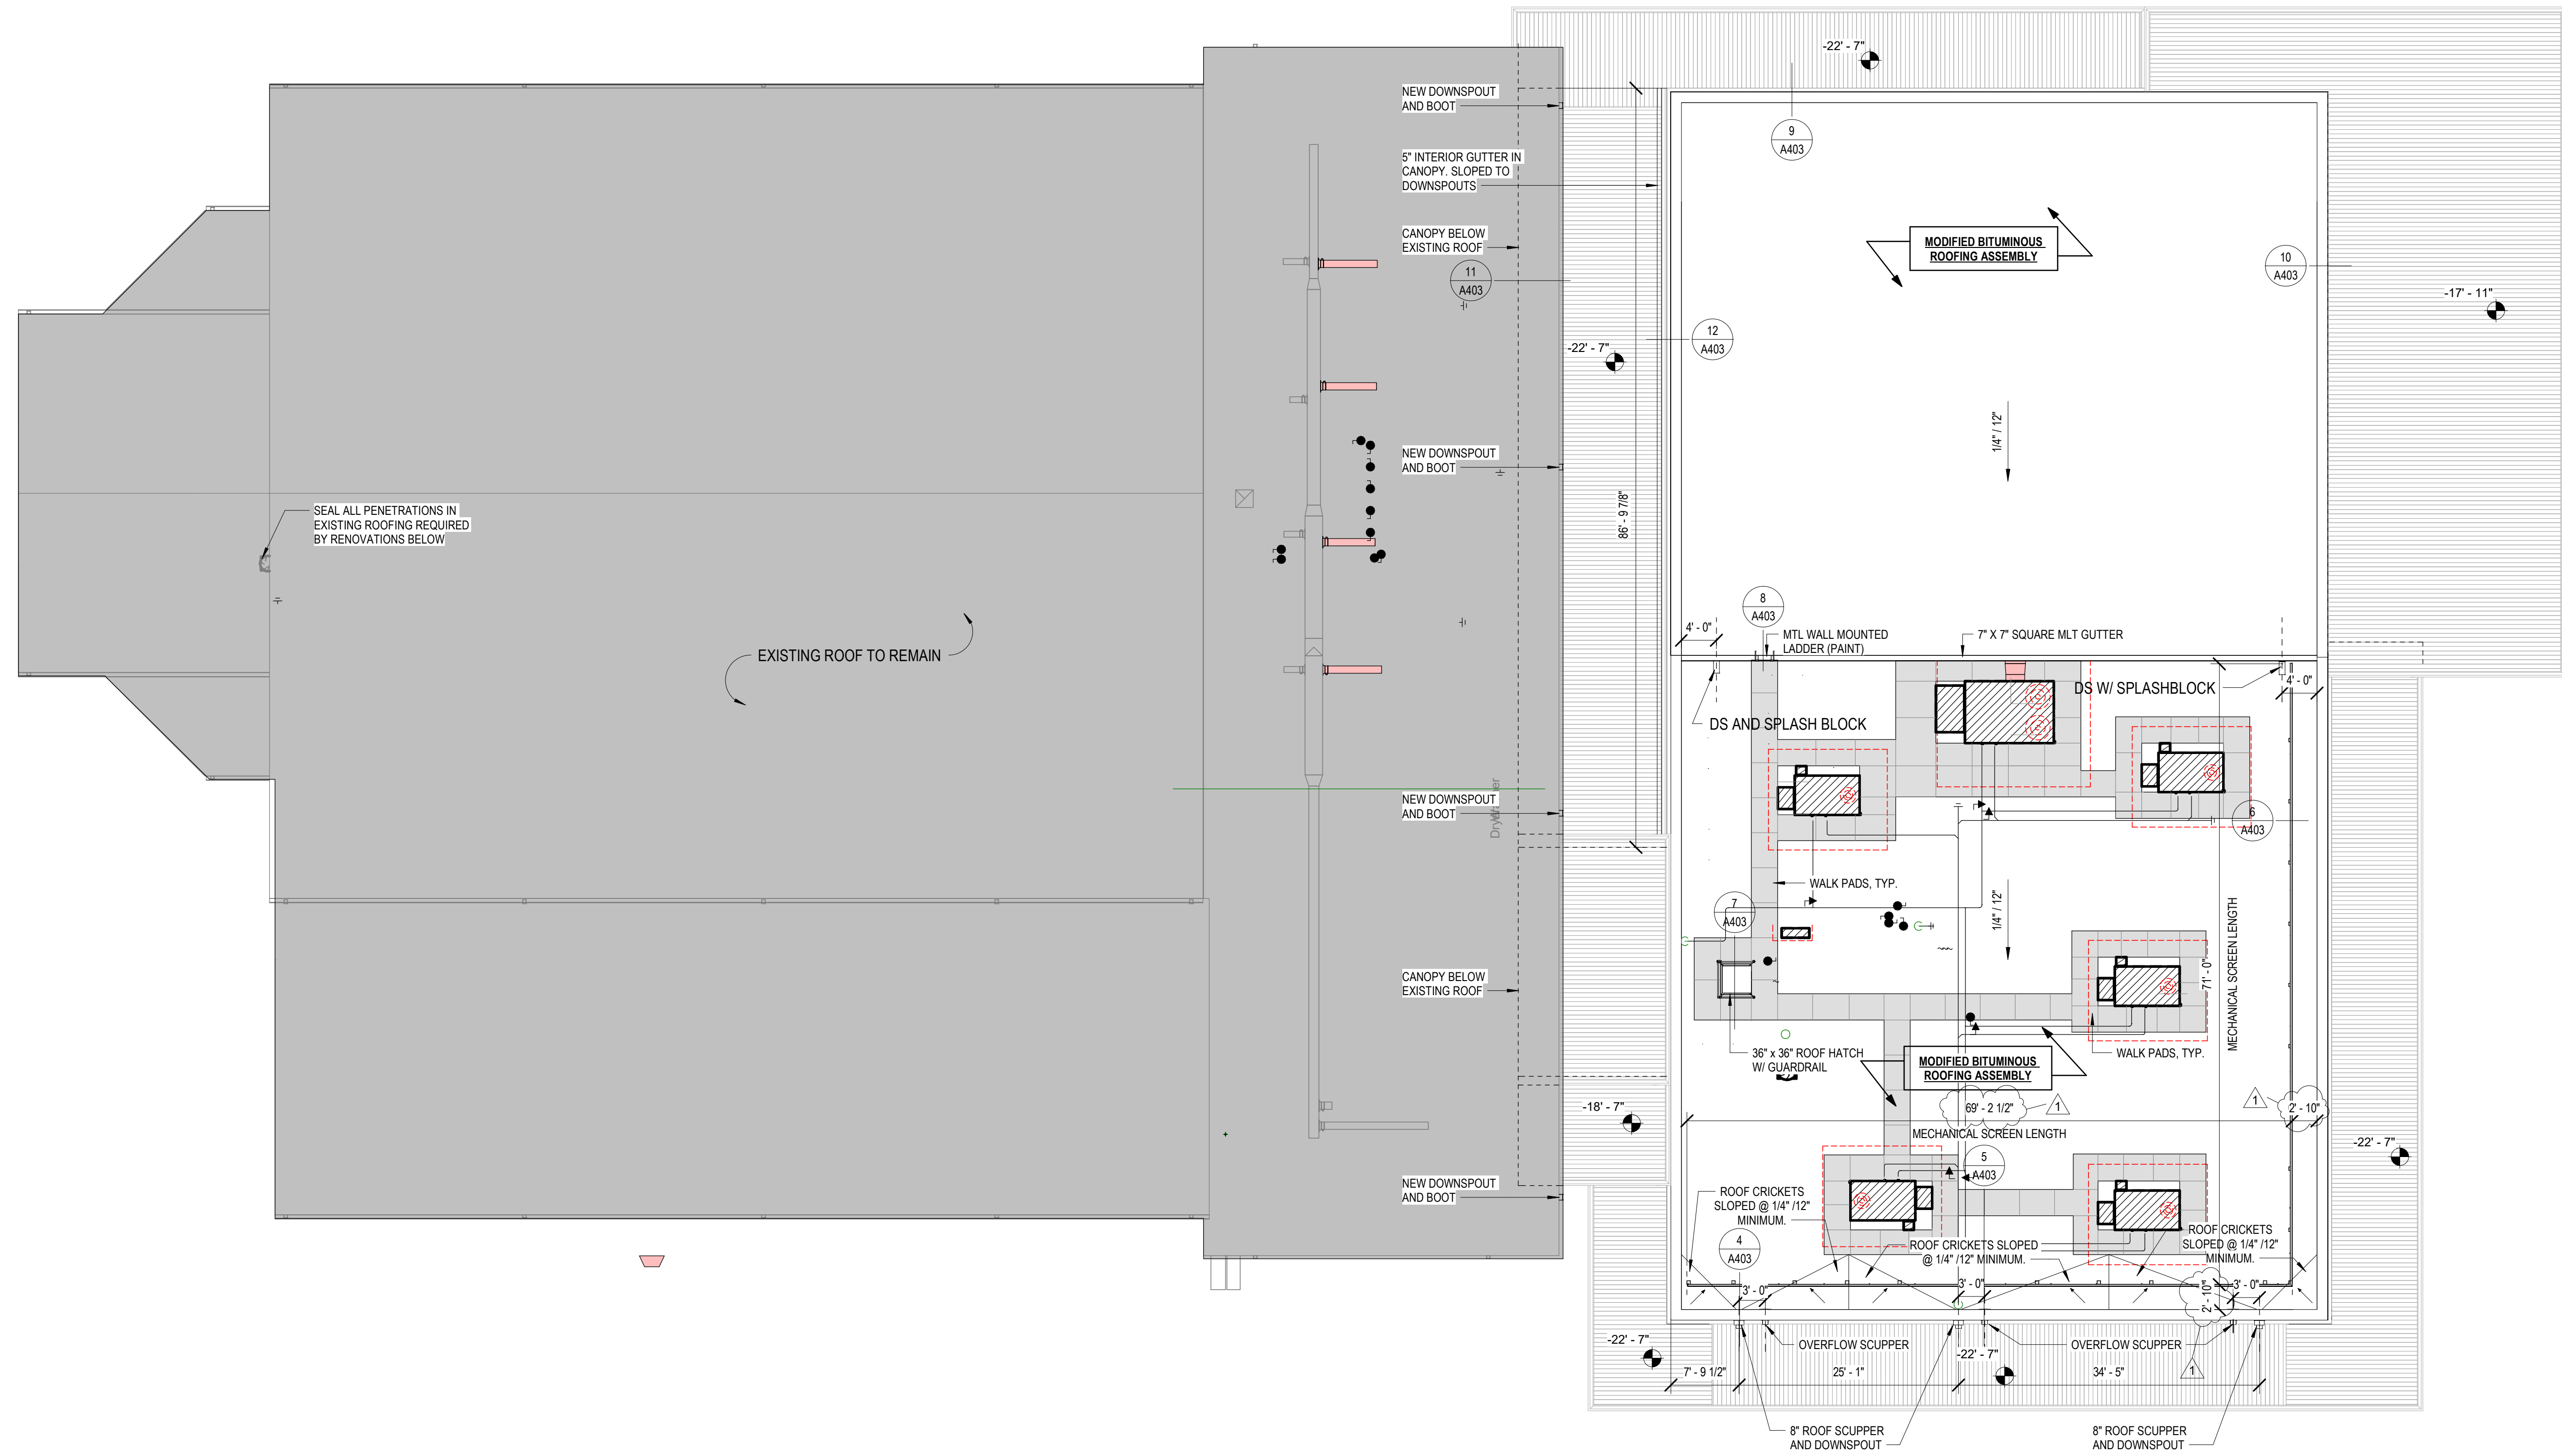 -22' - 7"
NEW DOWNSPOUT
AND BOOT
9
A403
5" INTERIOR GUTTER IN
CANOPY. SLOPED TO
DOWNSPOUTS
CANOPY BELOW
EXISTING ROOF
MODIFIED BITUMINOUS
ROOFING ASSEMBLY
11
A403
10
A403
-17' - 11"
12
A403
-22' - 7"
1/4" / 12"
NEW DOWNSPOUT
AND BOOT
86' - 9 7/8"
SEAL ALL PENETRATIONS IN
EXISTING ROOFING REQUIRED
BY RENOVATIONS BELOW
8
A403
4' - 0"
MTL WALL MOUNTED
LADDER (PAINT)
7" X 7" SQUARE MLT GUTTER
EXISTING ROOF TO REMAIN
DS W/ SPLASHBLOCK
4' - 0"
DS AND SPLASH BLOCK
NEW DOWNSPOUT
AND BOOT
6
A403
WALK PADS, TYP.
7
A403
1/4" / 12"
MECHANICAL SCREEN LENGTH
71' - 0"
CANOPY BELOW
EXISTING ROOF
36" x 36" ROOF HATCH
W/ GUARDRAIL
WALK PADS, TYP.
MODIFIED BITUMINOUS
ROOFING ASSEMBLY
-18' - 7"
69' - 2 1/2"
1
1
2' - 10"
MECHANICAL SCREEN LENGTH
-22' - 7"
5
A403
NEW DOWNSPOUT
AND BOOT
ROOF CRICKETS
SLOPED @ 1/4" /12"
MINIMUM.
ROOF CRICKETS
SLOPED @ 1/4" /12"
MINIMUM.
4
A403
ROOF CRICKETS SLOPED
@ 1/4" /12" MINIMUM.
3' - 0"
3' - 0"
2' - 10"
3' - 0"
-22' - 7"
OVERFLOW SCUPPER
OVERFLOW SCUPPER
-22' - 7"
1
7' - 9 1/2"
25' - 1"
34' - 5"
8" ROOF SCUPPER
AND DOWNSPOUT
8" ROOF SCUPPER
AND DOWNSPOUT